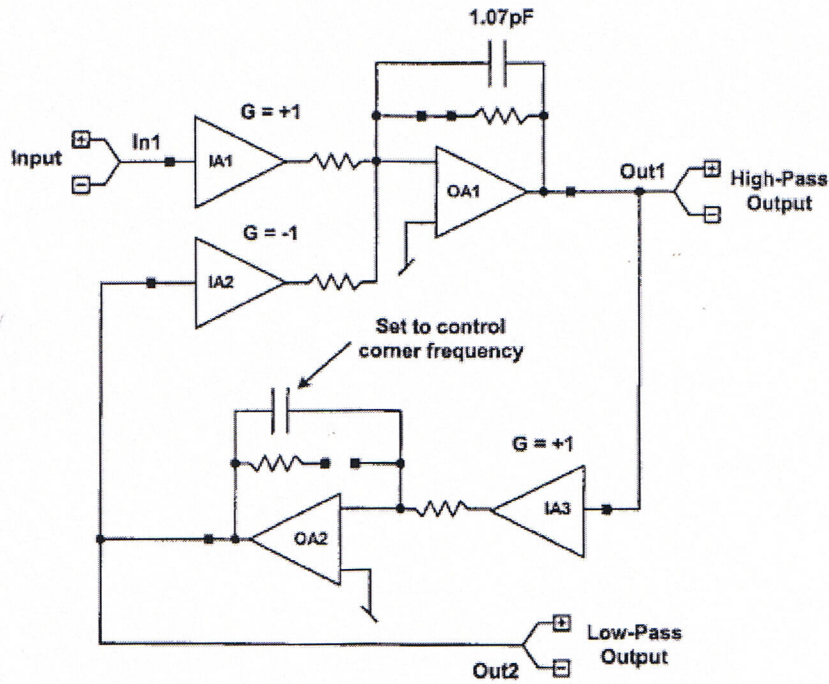 1.07pF
G = +1
Input
+
−
In1
IA1
OA1
Out1
+
−
High-Pass
Output
G = -1
IA2
Set to control
corner frequency
G = +1
IA3
OA2
+
−
Low-Pass
Output
Out2